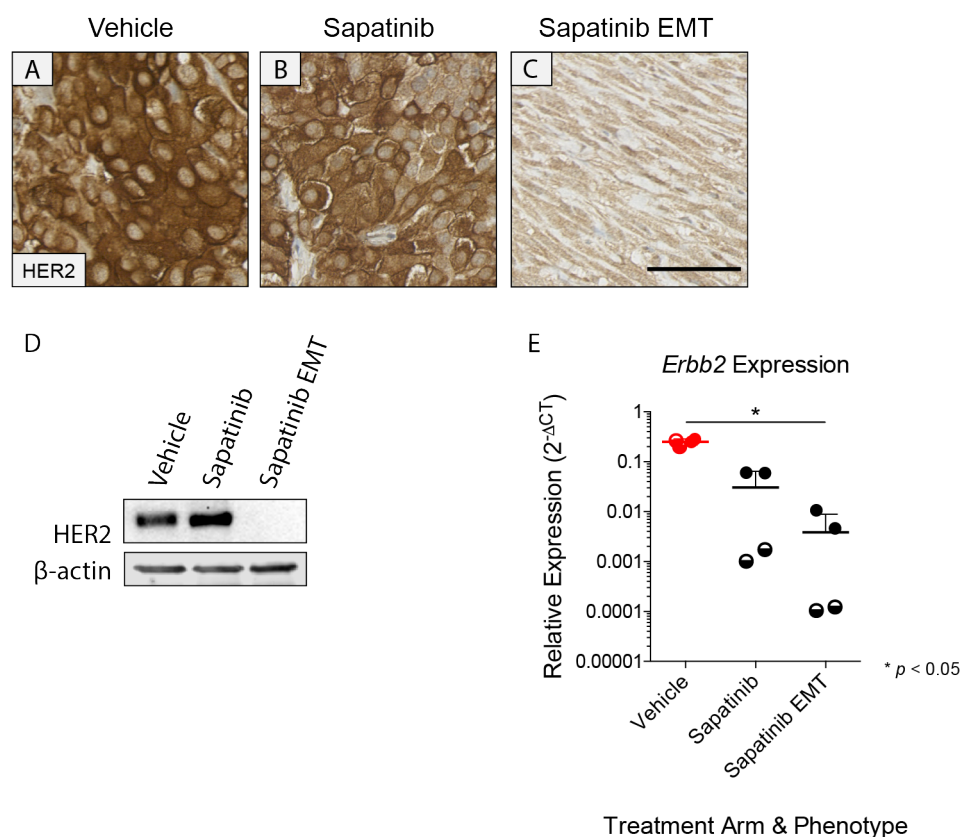 Vehicle
Sapatinib
Sapatinib EMT
A
B
C
HER2
D
Vehicle
Sapatinib
Sapatinib EMT
HER2
β-actin
E
Erbb2 Expression
Relative Expression (2-ΔCT)
*
1
0.1
0.01
0.001
0.0001
0.00001
* p < 0.05
Vehicle
Sapatinib
Sapatinib EMT
Treatment Arm & Phenotype